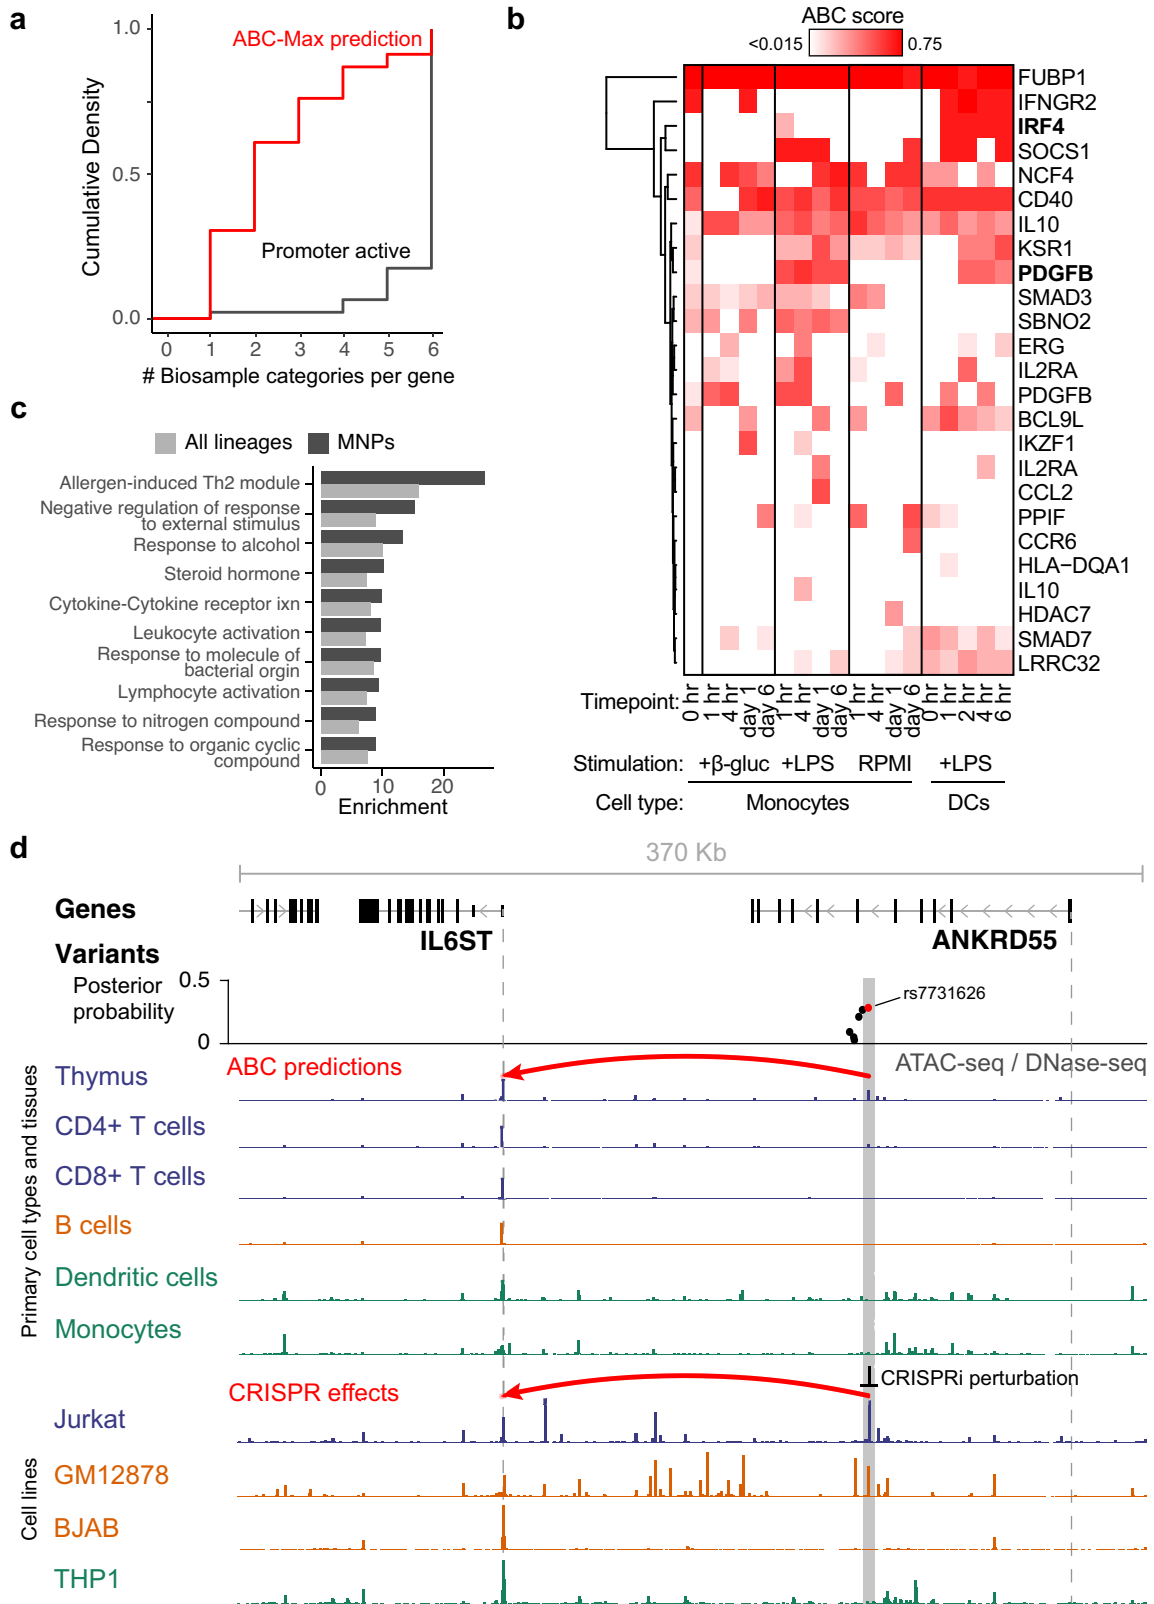 a
1.0
0.5
0.0
Cumulative Density
ABC-Max prediction
Promoter active
0 1 2 3 4 5 6
# Biosample categories per gene
b
ABC score
<0.015 0.75
FUBP1
IFNGR2
IRF4
SOCS1
NCF4
CD40
IL10
KSR1
PDGFB
SMAD3
SBNO2
ERG
IL2RA
PDGFB
BCL9L
IKZF1
IL2RA
CCL2
PPIF
CCR6
HLA−DQA1
IL10
HDAC7
SMAD7
LRRC32
Timepoint: 0 hr 1 hr 4 hr day 1 day 6 1 hr 4 hr day 1 day 6 1 hr 4 hr day 1 day 6 0 hr 1 hr 2 hr 4 hr 6 hr
Stimulation: +β-gluc +LPS RPMI +LPS
Cell type: Monocytes DCs
c
All lineages MNPs
Allergen-induced Th2 module
Negative regulation of response
to external stimulus
Response to alcohol
Steroid hormone
Cytokine-Cytokine receptor ixn
Leukocyte activation
Response to molecule of
bacterial orgin
Lymphocyte activation
Response to nitrogen compound
Response to organic cyclic
compound
0 10 20
Enrichment
d
370 Kb
Genes
IL6ST ANKRD55
Variants
Posterior
probability
0.5
0
rs7731626
ABC predictions
ATAC-seq / DNase-seq
Primary cell types and tissues
Thymus
CD4+ T cells
CD8+ T cells
B cells
Dendritic cells
Monocytes
CRISPR effects
CRISPRi perturbation
Cell lines
Jurkat
GM12878
BJAB
THP1